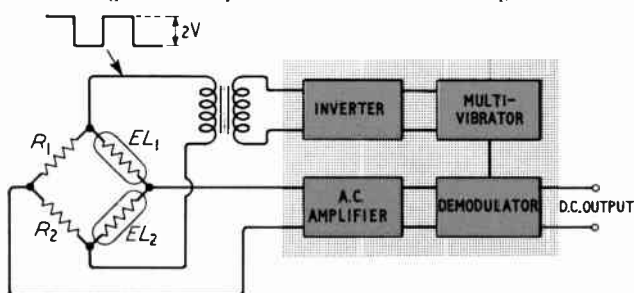 2V
INVERTER
MULTI-
VIBRATOR
R1
EL1
A.C.
AMPLIFIER
DEMODULATOR
D.C. OUTPUT
R2
EL2